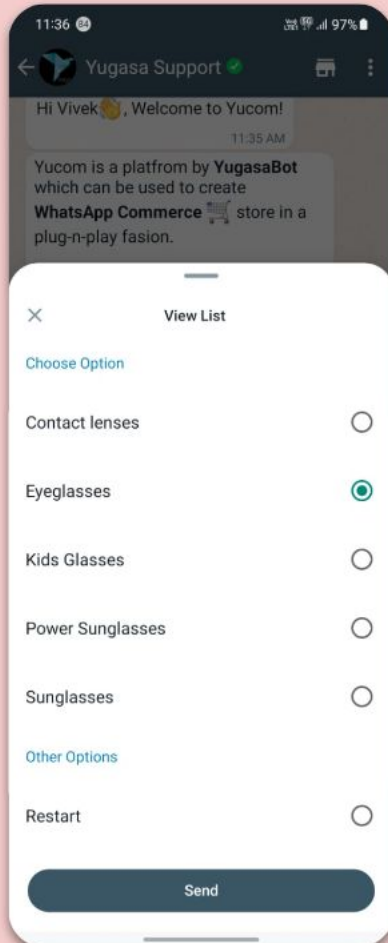 11:36 84 97%
Yugasa Support
Hi Vivek👋, Welcome to Yucom!
11:35 AM
Yucom is a platfrom by YugasaBot
which can be used to create
WhatsApp Commerce 🛒 store in a
plug-n-play fasion.
View List
Choose Option
Contact lenses
Eyeglasses
Kids Glasses
Power Sunglasses
Sunglasses
Other Options
Restart
Send